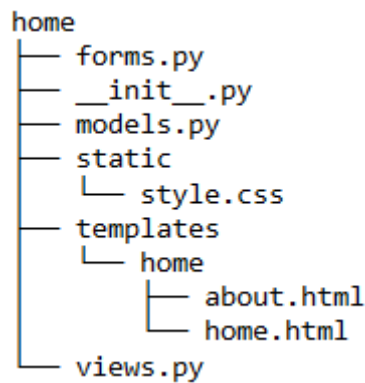 home
├── forms.py
├── __init__.py
├── models.py
├── static
│   └── style.css
├── templates
│   └── home
│       ├── about.html
│       └── home.html
└── views.py